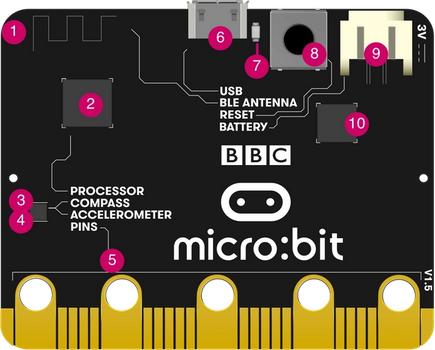 1
6
7
8
9
3V
2
USB
BLE ANTENNA
RESET
BATTERY
10
BBC
PROCESSOR
3 COMPASS
4 ACCELEROMETER
PINS
micro:bit
5
V1.5